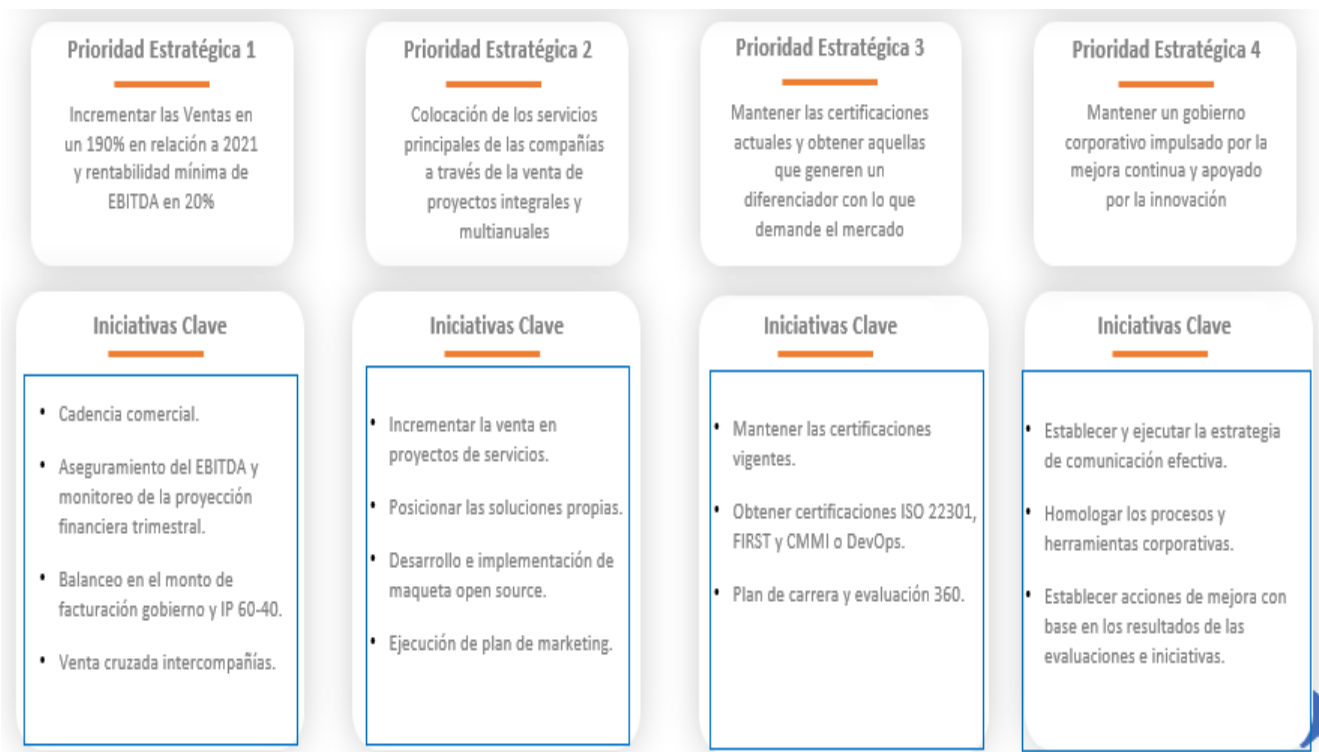 Prioridad Estratégica 1
Incrementar las Ventas en
un 190% en relación a 2021
y rentabilidad mínima de
EBITDA en 20%
Prioridad Estratégica 2
Colocación de los servicios
principales de las compañías
a través de la venta de
proyectos integrales y
multianuales
Prioridad Estratégica 3
Mantener las certificaciones
actuales y obtener aquellas
que generen un
diferenciador con lo que
demande el mercado
Prioridad Estratégica 4
Mantener un gobierno
corporativo impulsado por la
mejora continua y apoyado
por la innovación
Iniciativas Clave
• Cadencia comercial.
• Aseguramiento del EBITDA y
monitoreo de la proyección
financiera trimestral.
• Balanceo en el monto de
facturación gobierno y IP 60-40.
• Venta cruzada intercompañías.
Iniciativas Clave
• Incrementar la venta en
proyectos de servicios.
• Posicionar las soluciones propias.
• Desarrollo e implementación de
maqueta open source.
• Ejecución de plan de marketing.
Iniciativas Clave
• Mantener las certificaciones
vigentes.
• Obtener certificaciones ISO 22301,
FIRST y CMMI o DevOps.
• Plan de carrera y evaluación 360.
Iniciativas Clave
• Establecer y ejecutar la estrategia
de comunicación efectiva.
• Homologar los procesos y
herramientas corporativas.
• Establecer acciones de mejora con
base en los resultados de las
evaluaciones e iniciativas.